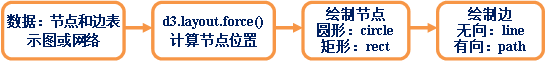 数据：节点和边表
示图或网络
d3.layout.force()
计算节点位置
绘制节点
圆形：circle
矩形：rect
绘制边
无向：line
有向：path